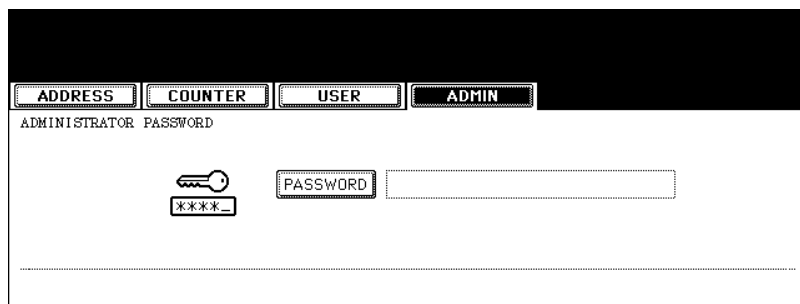 ADDRESS COUNTER USER ADMIN
ADMINISTRATOR PASSWORD
PASSWORD
****_